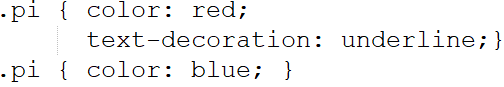 .pi { color: red;
      text-decoration: underline;}
.pi { color: blue; }